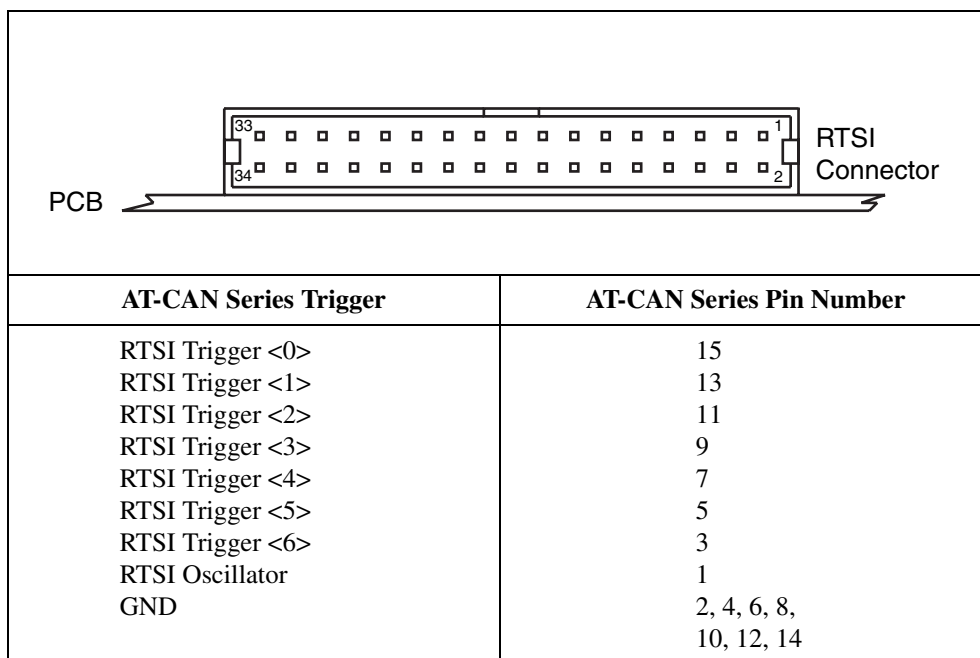 33
1
RTSI
Connector
34
2
PCB
AT-CAN Series Trigger AT-CAN Series Pin Number
RTSI Trigger <0> 15
RTSI Trigger <1> 13
RTSI Trigger <2> 11
RTSI Trigger <3> 9
RTSI Trigger <4> 7
RTSI Trigger <5> 5
RTSI Trigger <6> 3
RTSI Oscillator 1
GND 2, 4, 6, 8,
10, 12, 14